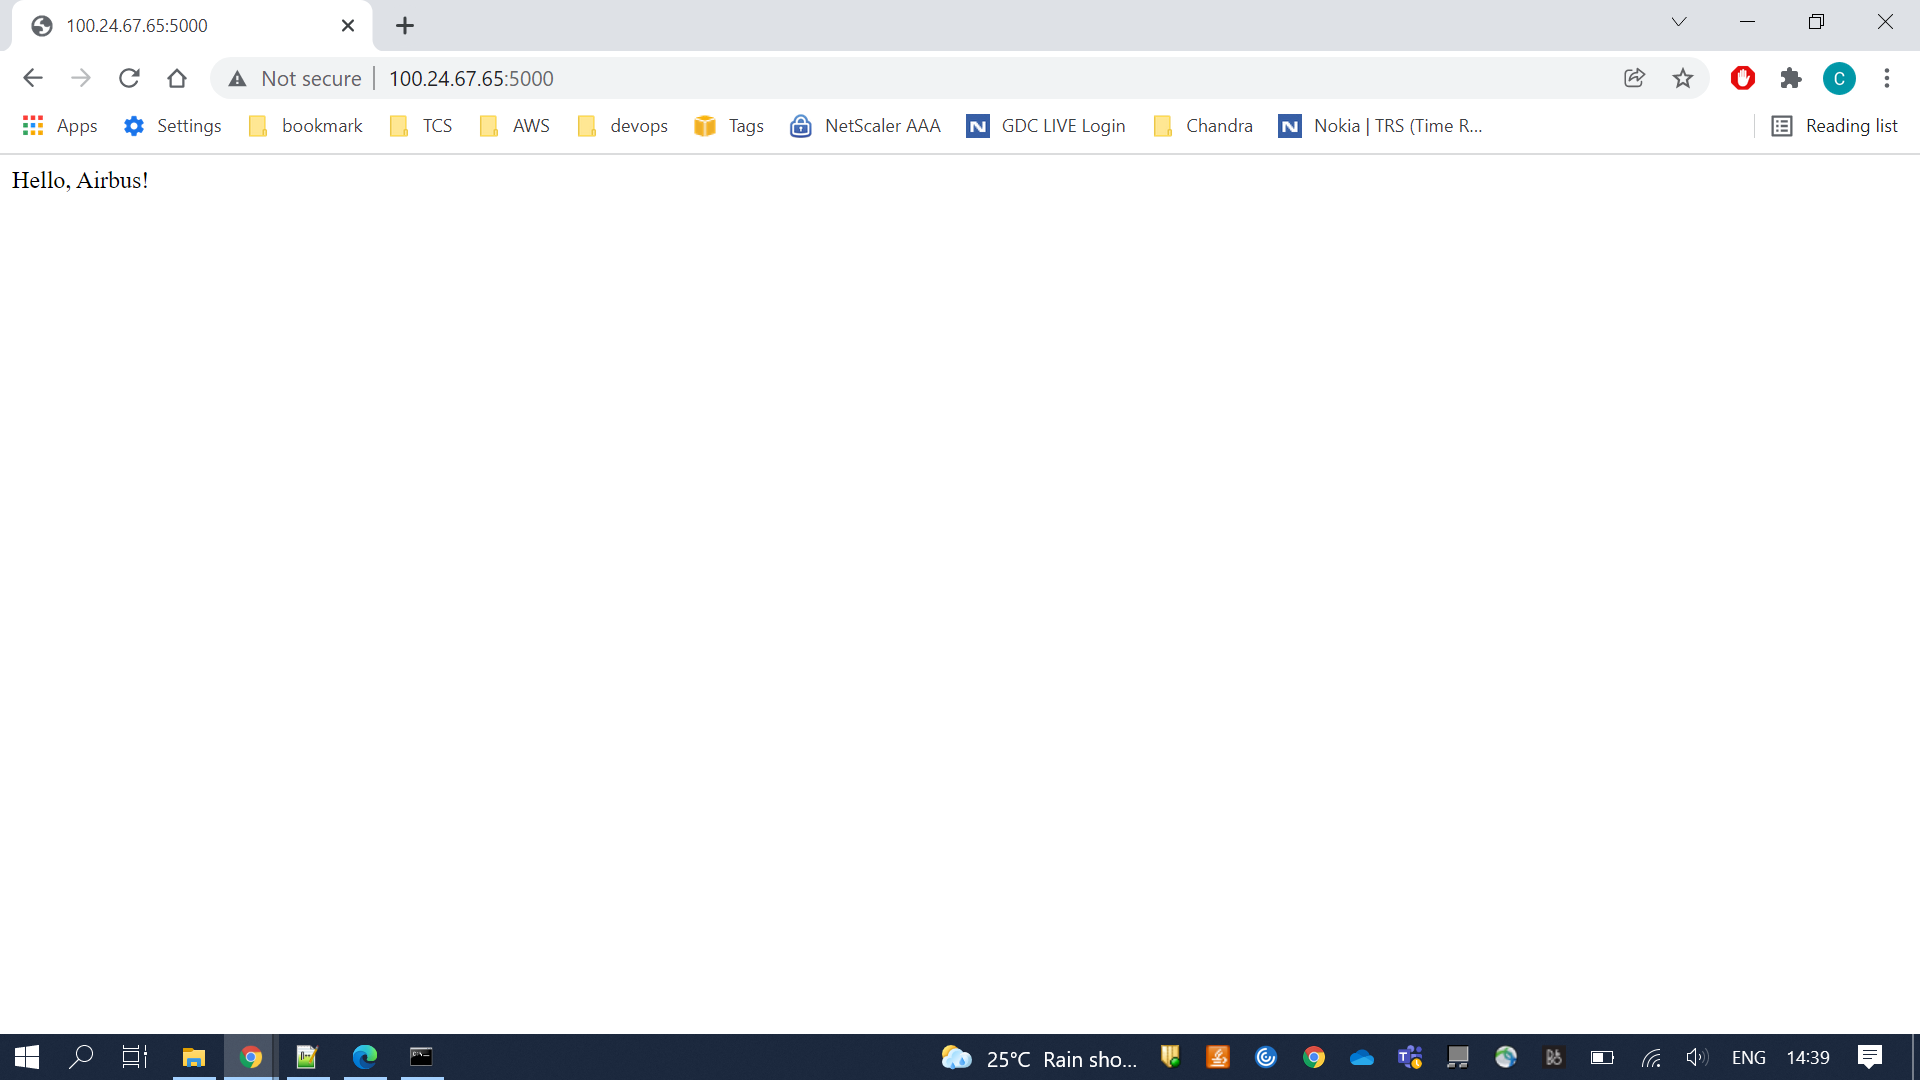 100.24.67.65:5000
Not secure 100.24.67.65:5000
Apps Settings bookmark TCS AWS devops Tags NetScaler AAA GDC LIVE Login Chandra Nokia | TRS (Time R... Reading list
C
Hello, Airbus!
25°C Rain sho... ENG 14:39